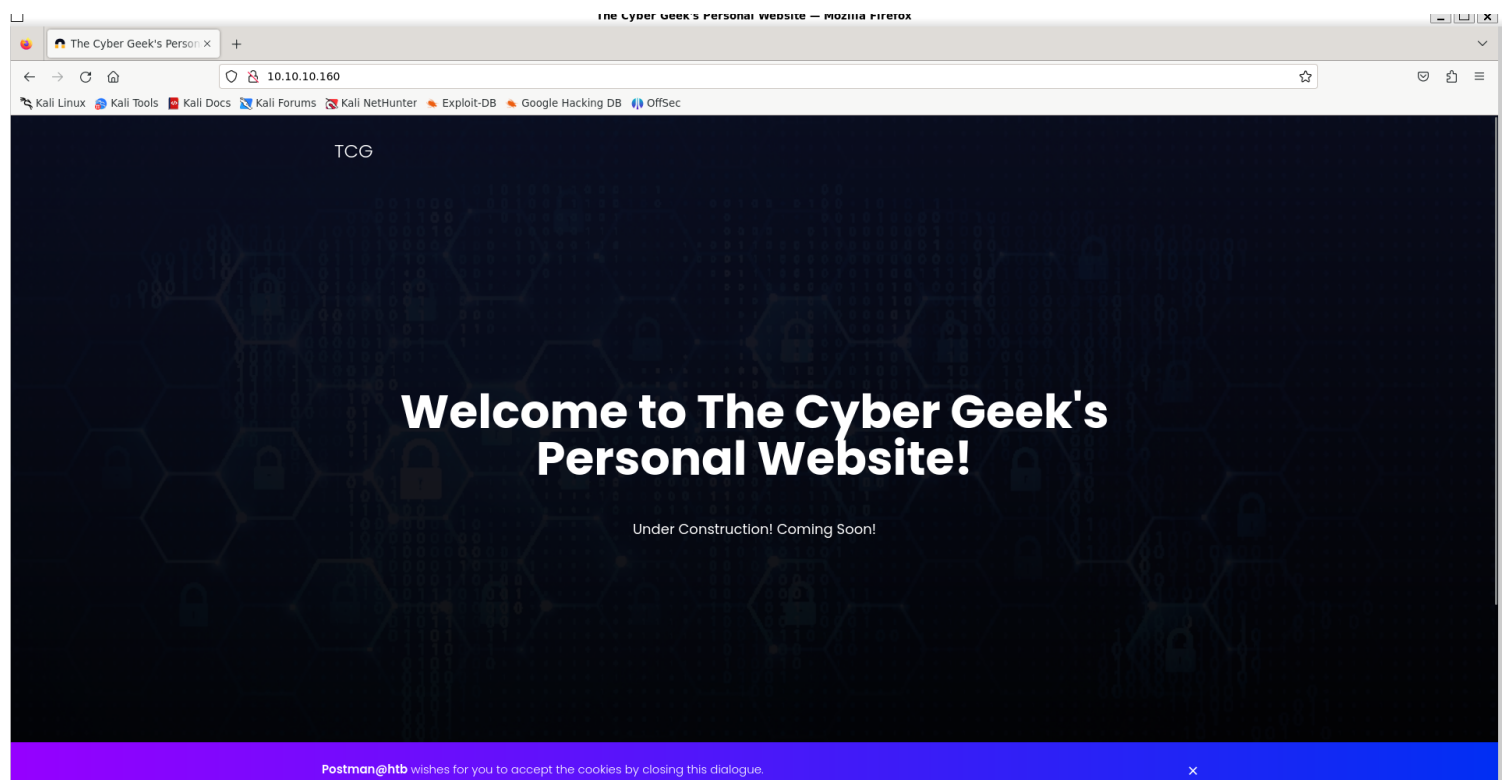 The Cyber Geek's Personal Website — Mozilla Firefox
The Cyber Geek's Person
10.10.10.160
Kali Linux Kali Tools Kali Docs Kali Forums Kali NetHunter Exploit-DB Google Hacking DB OffSec
TCG
Welcome to The Cyber Geek's
Personal Website!
Under Construction! Coming Soon!
Postman@htb wishes for you to accept the cookies by closing this dialogue.